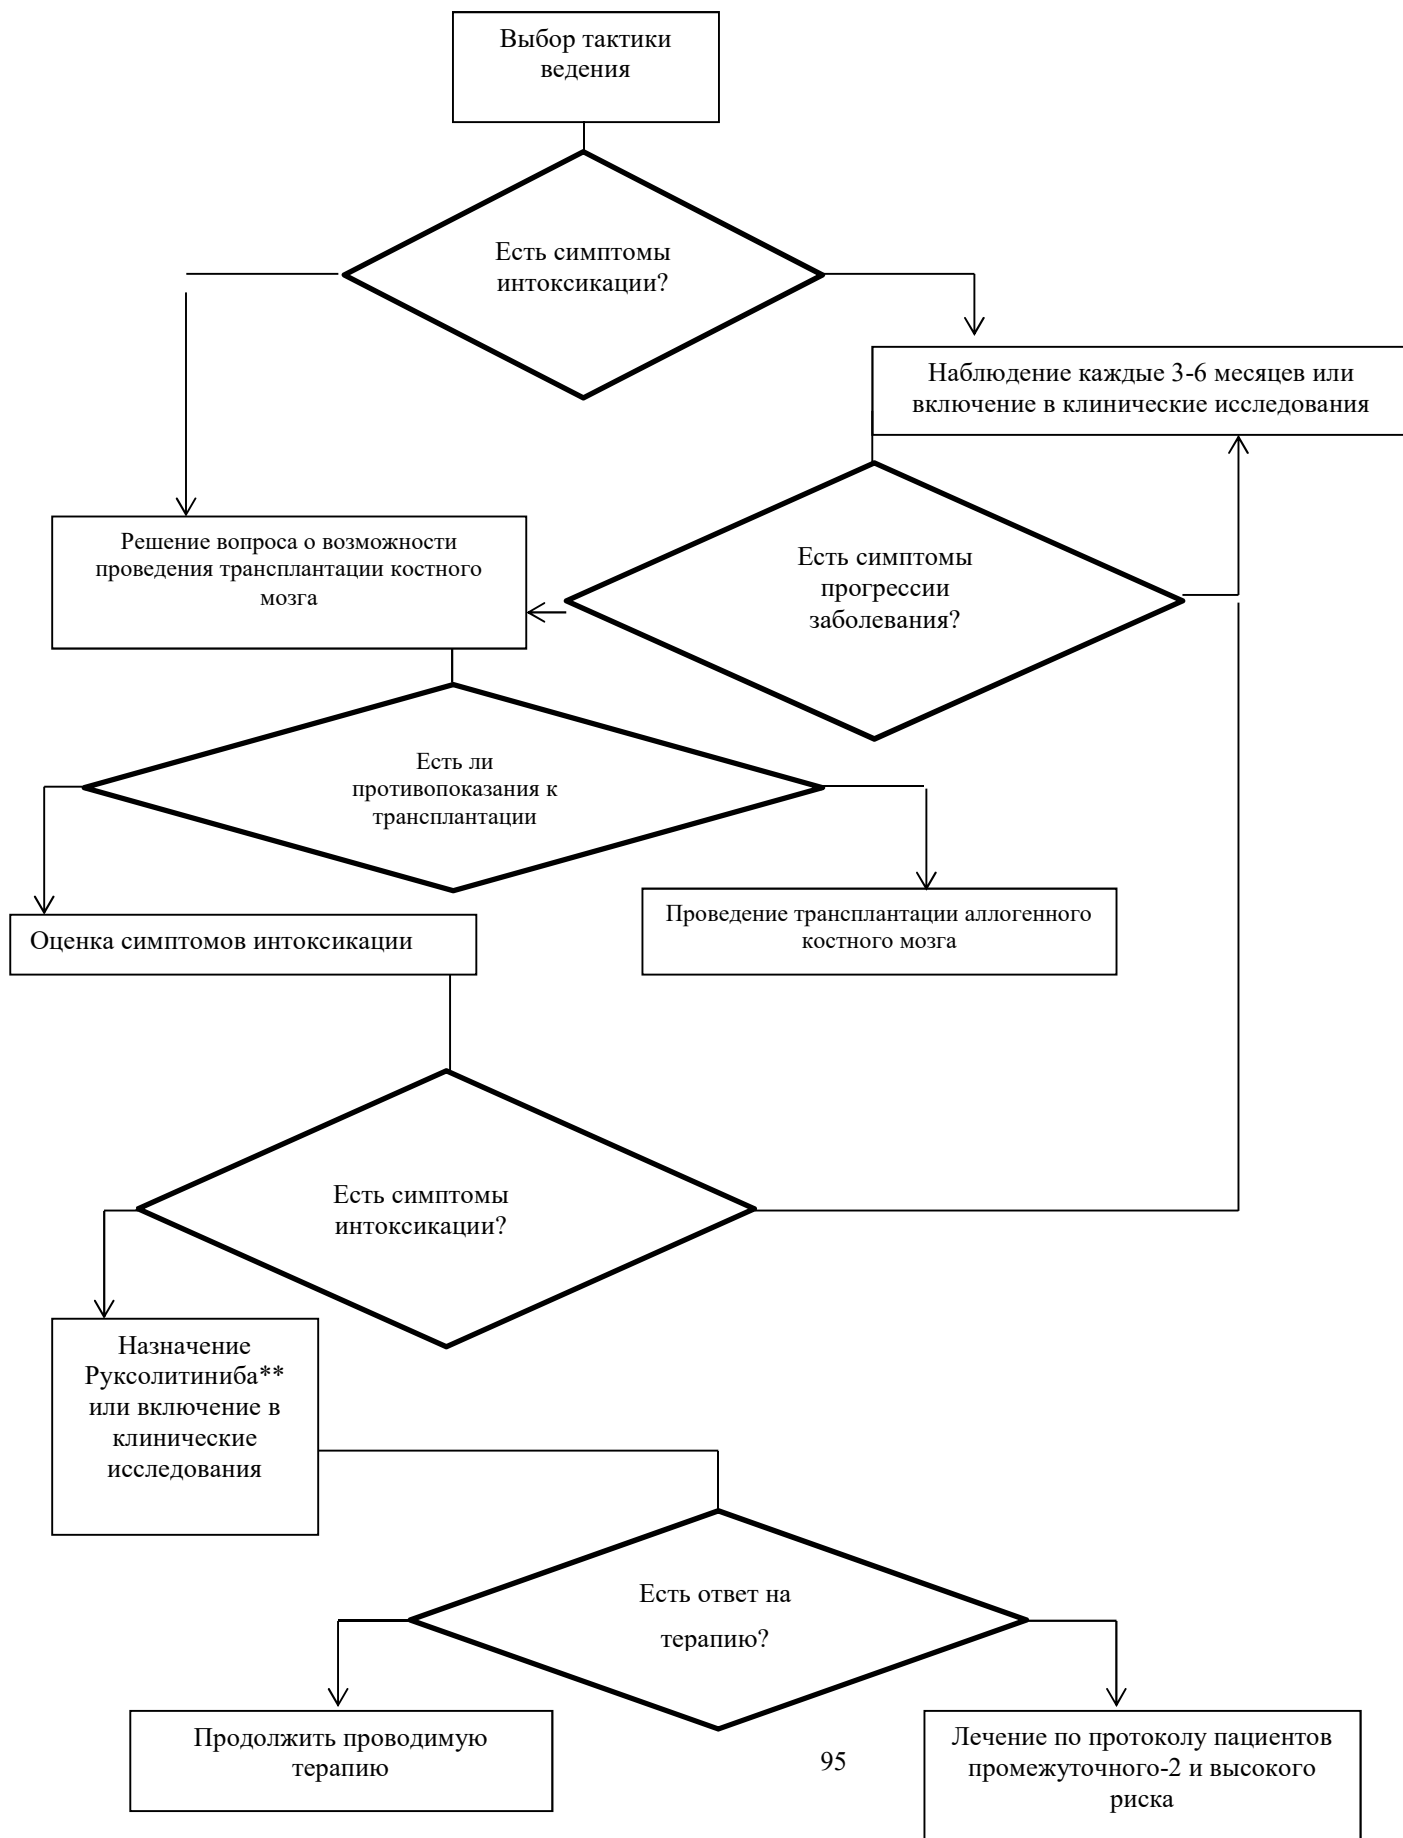 Выбор тактики
ведения
Есть симптомы
интоксикации?
Наблюдение каждые 3-6 месяцев или
включение в клинические исследования
Решение вопроса о возможности
проведения трансплантации костного
мозга
Есть симптомы
прогрессии
заболевания?
Есть ли
противопоказания к
трансплантации
Проведение трансплантации аллогенного
костного мозга
Оценка симптомов интоксикации
Есть симптомы
интоксикации?
Назначение
Руксолитиниба**
или включение в
клинические
исследования
Есть ответ на
терапию?
Продолжить проводимую
терапию
95
Лечение по протоколу пациентов
промежуточного-2 и высокого
риска